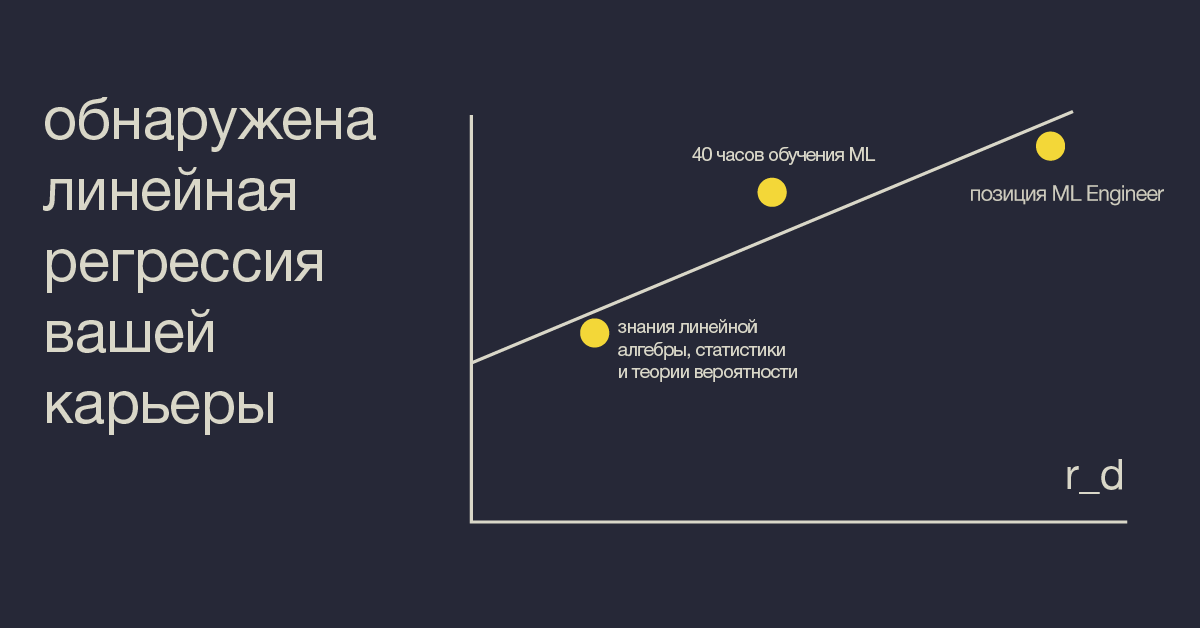 обнаружена
линейная
регрессия
вашей
карьеры
40 часов обучения ML
позиция ML Engineer
знания линейной
алгебры, статистики
и теории вероятности
r_d